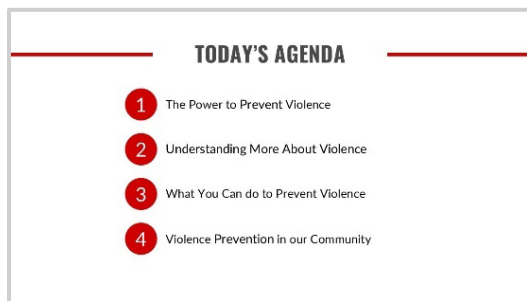 TODAY'S AGENDA
1 The Power to Prevent Violence
2 Understanding More About Violence
3 What You Can do to Prevent Violence
4 Violence Prevention in our Community